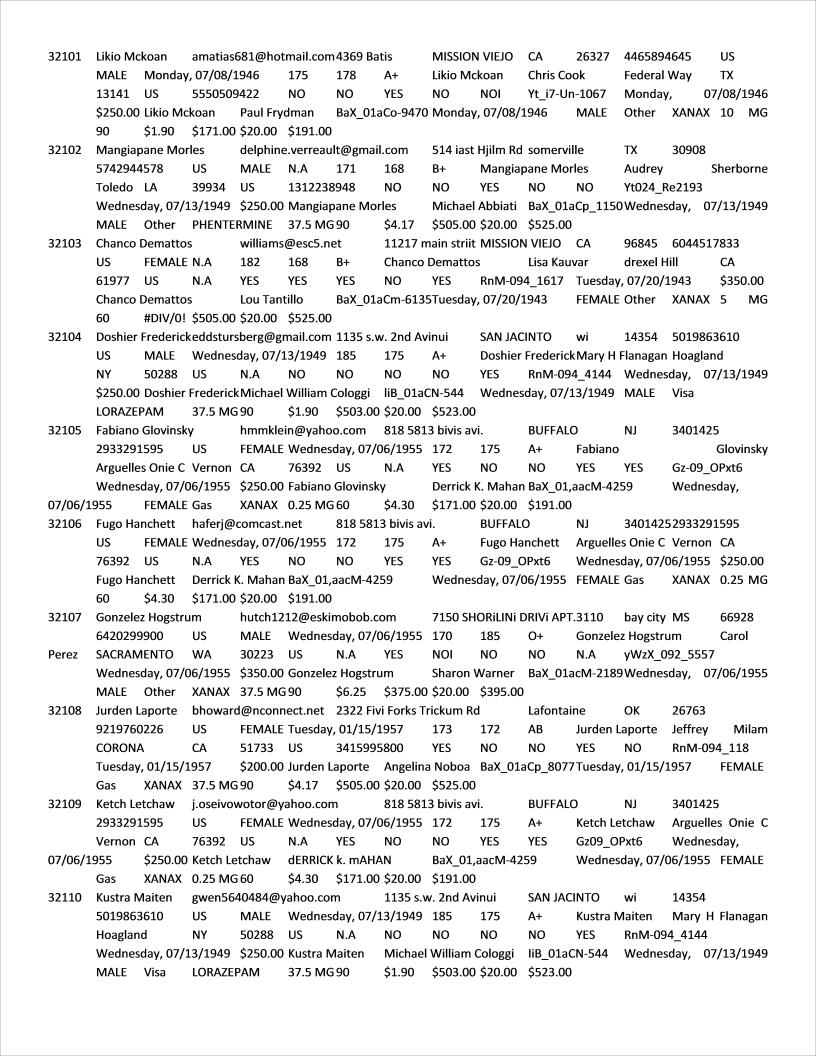 32101 Likio Mckoan amatias681@hotmail.com 4369 Batis MISSION VIEJO CA 26327 4465894645 US
MALE Monday, 07/08/1946 175 178 A+ Likio Mckoan Chris Cook Federal Way TX
13141 US 5550509422 NO NO YES NO NOI Yt_i7-Un-1067 Monday, 07/08/1946
$250.00 Likio Mckoan Paul Frydman BaX_01aCo-9470 Monday, 07/08/1946 MALE Other XANAX 10 MG
90 $1.90 $171.00 $20.00 $191.00
32102 Mangiapane Morles delphine.verreault@gmail.com 514 iast Hjilm Rd somerville TX 30908
5742944578 US MALE N.A 171 168 B+ Mangiapane Morles Audrey Sherborne
Toledo LA 39934 US 1312238948 NO NO YES NO NO Yt024_Re2193
Wednesday, 07/13/1949 $250.00 Mangiapane Morles Michael Abbiati BaX_01aCp_1150 Wednesday, 07/13/1949
MALE Other PHENTERMINE 37.5 MG 90 $4.17 $505.00 $20.00 $525.00
32103 Chanco Demattos williams@esc5.net 11217 main striit MISSION VIEJO CA 96845 6044517833
US FEMALE N.A 182 168 B+ Chanco Demattos Lisa Kauvar drexel Hill CA
61977 US N.A YES YES YES NO YES RnM-094_1617 Tuesday, 07/20/1943 $350.00
Chanco Demattos Lou Tantillo BaX_01aCm-6135 Tuesday, 07/20/1943 FEMALE Other XANAX 5 MG
60 #DIV/0! $505.00 $20.00 $525.00
32104 Doshier Frederick eddstursberg@gmail.com 1135 s.w. 2nd Avinui SAN JACINTO wi 14354 5019863610
US MALE Wednesday, 07/13/1949 185 175 A+ Doshier Frederick Mary H Flanagan Hoagland
NY 50288 US N.A NO NO NO NO YES RnM-094_4144 Wednesday, 07/13/1949
$250.00 Doshier Frederick Michael William Cologgi IiB_01aCN-544 Wednesday, 07/13/1949 MALE Visa
LORAZEPAM 37.5 MG 90 $1.90 $503.00 $20.00 $523.00
32105 Fabiano Glovinsky hmmklein@yahoo.com 818 5813 bivis avi. BUFFALO NJ 3401425
2933291595 US FEMALE Wednesday, 07/06/1955 172 175 A+ Fabiano Glovinsky
Arguelles Onie C Vernon CA 76392 US N.A YES NO NO YES YES Gz-09_OPxt6
Wednesday, 07/06/1955 $250.00 Fabiano Glovinsky Derrick K. Mahan BaX_01,aacM-4259 Wednesday,
07/06/1955 FEMALE Gas XANAX 0.25 MG 60 $4.30 $171.00 $20.00 $191.00
32106 Fugo Hanchett haferj@comcast.net 818 5813 bivis avi. BUFFALO NJ 3401425 2933291595
US FEMALE Wednesday, 07/06/1955 172 175 A+ Fugo Hanchett Arguelles Onie C Vernon CA
76392 US N.A YES NO NO YES YES Gz-09_OPxt6 Wednesday, 07/06/1955 $250.00
Fugo Hanchett Derrick K. Mahan BaX_01,aacM-4259 Wednesday, 07/06/1955 FEMALE Gas XANAX 0.25 MG
60 $4.30 $171.00 $20.00 $191.00
32107 Gonzelez Hogstrum hutch1212@eskimobob.com 7150 SHORiLINi DRIVi APT.3110 bay city MS 66928
6420299900 US MALE Wednesday, 07/06/1955 170 185 O+ Gonzelez Hogstrum Carol
Perez SACRAMENTO WA 30223 US N.A YES NOI NO NO N.A yWzX_092_5557
Wednesday, 07/06/1955 $350.00 Gonzelez Hogstrum Sharon Warner BaX_01acM-2189 Wednesday, 07/06/1955
MALE Other XANAX 37.5 MG 90 $6.25 $375.00 $20.00 $395.00
32108 Jurden Laporte bhoward@nconnect.net 2322 Fivi Forks Trickum Rd Lafontaine OK 26763
9219760226 US FEMALE Tuesday, 01/15/1957 173 172 AB Jurden Laporte Jeffrey Milam
CORONA CA 51733 US 3415995800 YES NO NO YES NO RnM-094_118
Tuesday, 01/15/1957 $200.00 Jurden Laporte Angelina Noboa BaX_01aCp_8077 Tuesday, 01/15/1957 FEMALE
Gas XANAX 37.5 MG 90 $4.17 $505.00 $20.00 $525.00
32109 Ketch Letchaw j.oseivowotor@yahoo.com 818 5813 bivis avi. BUFFALO NJ 3401425
2933291595 US FEMALE Wednesday, 07/06/1955 172 175 A+ Ketch Letchaw Arguelles Onie C
Vernon CA 76392 US N.A YES NO NO YES YES Gz09_OPxt6 Wednesday,
07/06/1955 $250.00 Ketch Letchaw dERRICK k. mAHAN BaX_01,aacM-4259 Wednesday, 07/06/1955 FEMALE
Gas XANAX 0.25 MG 60 $4.30 $171.00 $20.00 $191.00
32110 Kustra Maiten gwen5640484@yahoo.com 1135 s.w. 2nd Avinui SAN JACINTO wi 14354
5019863610 US MALE Wednesday, 07/13/1949 185 175 A+ Kustra Maiten Mary H Flanagan
Hoagland NY 50288 US N.A NO NO NO NO YES RnM-094_4144
Wednesday, 07/13/1949 $250.00 Kustra Maiten Michael William Cologgi IiB_01aCN-544 Wednesday, 07/13/1949
MALE Visa LORAZEPAM 37.5 MG 90 $1.90 $503.00 $20.00 $523.00